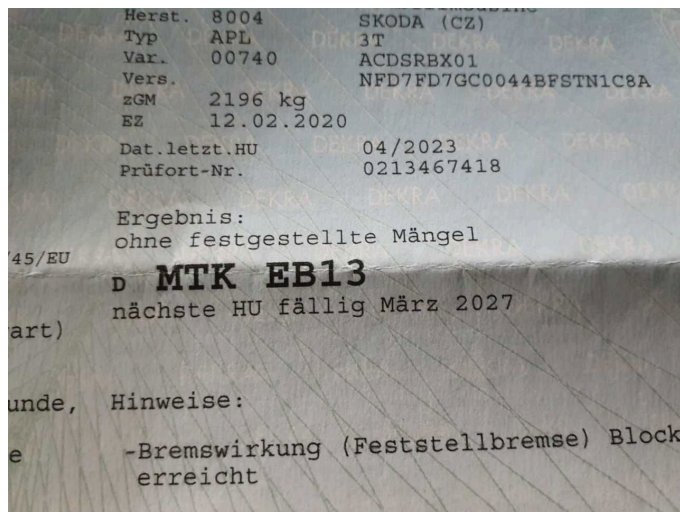 Herst. 8004 SKODA (CZ)
Typ APL 3T
Var. 00740 ACDSRBX01
Vers. NFD7FD7GC0044BFSTN1C8A
zGM 2196 kg
EZ 12.02.2020
Dat.letzt.HU 04/2023
Prüfort-Nr. 0213467418
Ergebnis:
ohne festgestellte Mängel
/45/EU
D MTK EB13
nächste HU fällig März 2027
art)
unde, Hinweise:
e -Bremswirkung (Feststellbremse) Block
erreicht